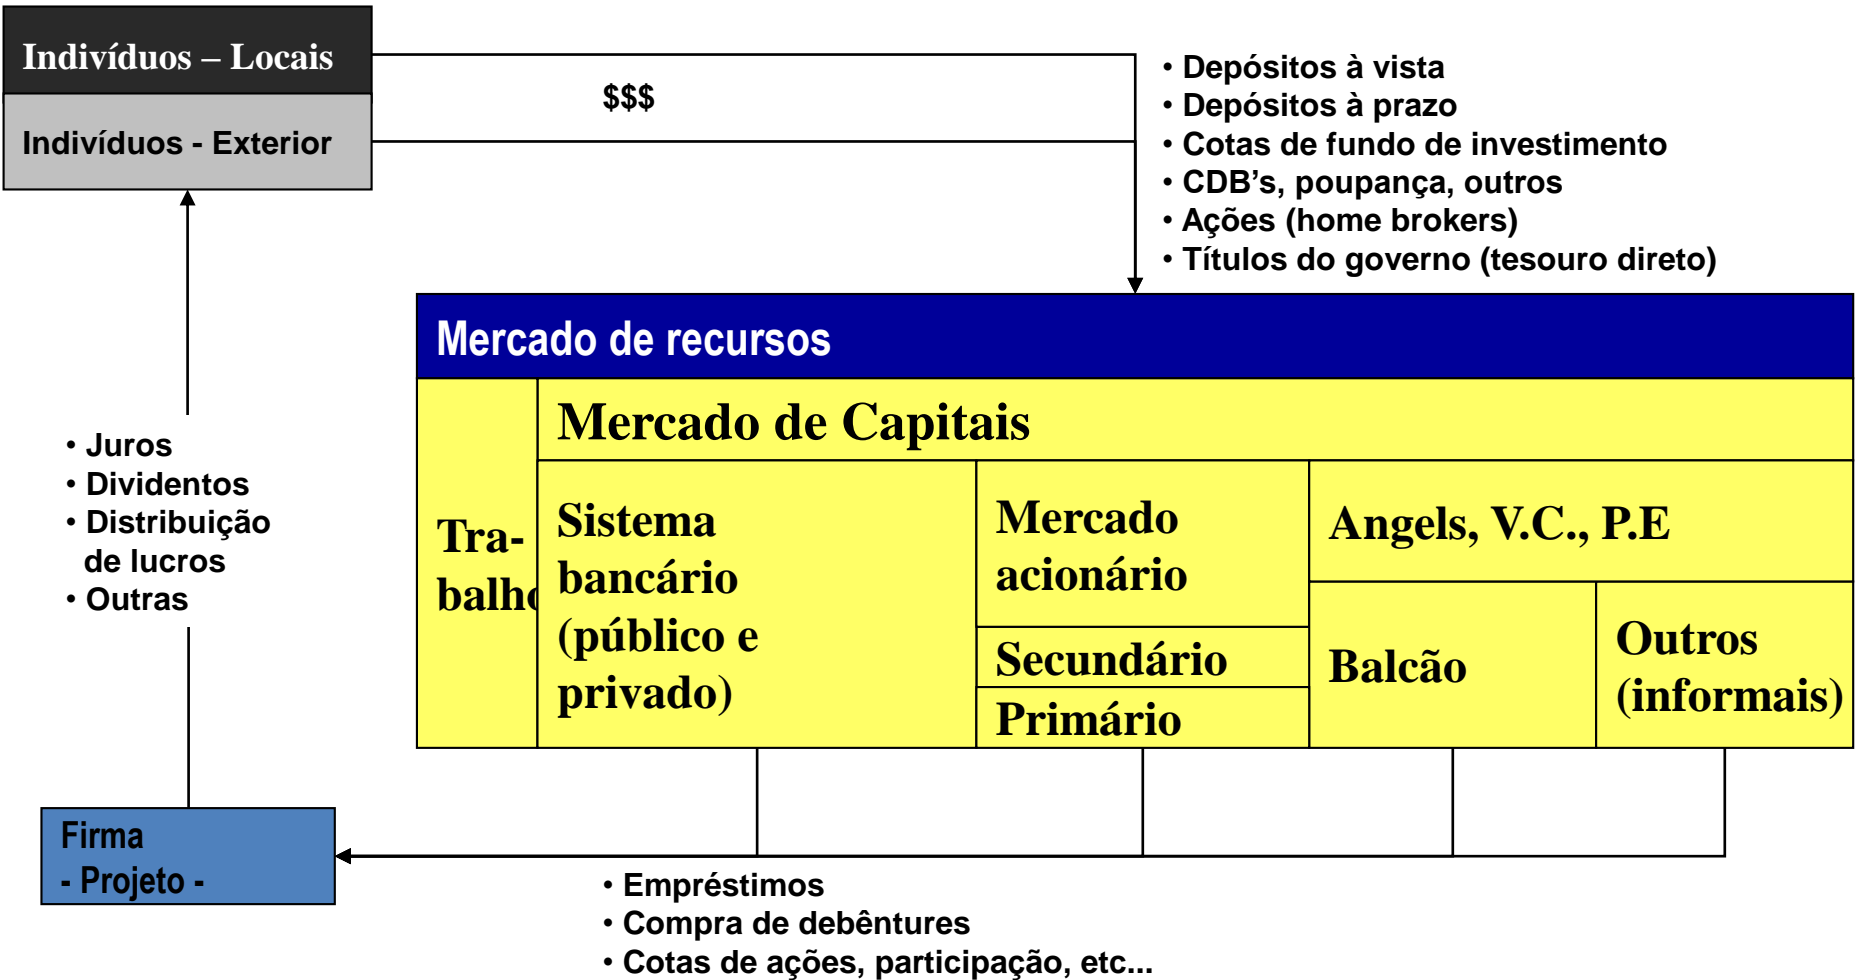 Indivíduos – Locais
Indivíduos - Exterior
$$$
• Depósitos à vista
• Depósitos à prazo
• Cotas de fundo de investimento
• CDB’s, poupança, outros
• Ações (home brokers)
• Títulos do governo (tesouro direto)
Mercado de recursos
Mercado de Capitais
Tra-
balho
Sistema
bancário
(público e
privado)
Mercado
acionário
Secundário
Primário
Angels, V.C., P.E
Balcão
Outros
(informais)
• Juros
• Dividentos
• Distribuição
de lucros
• Outras
Firma
- Projeto -
• Empréstimos
• Compra de debêntures
• Cotas de ações, participação, etc...